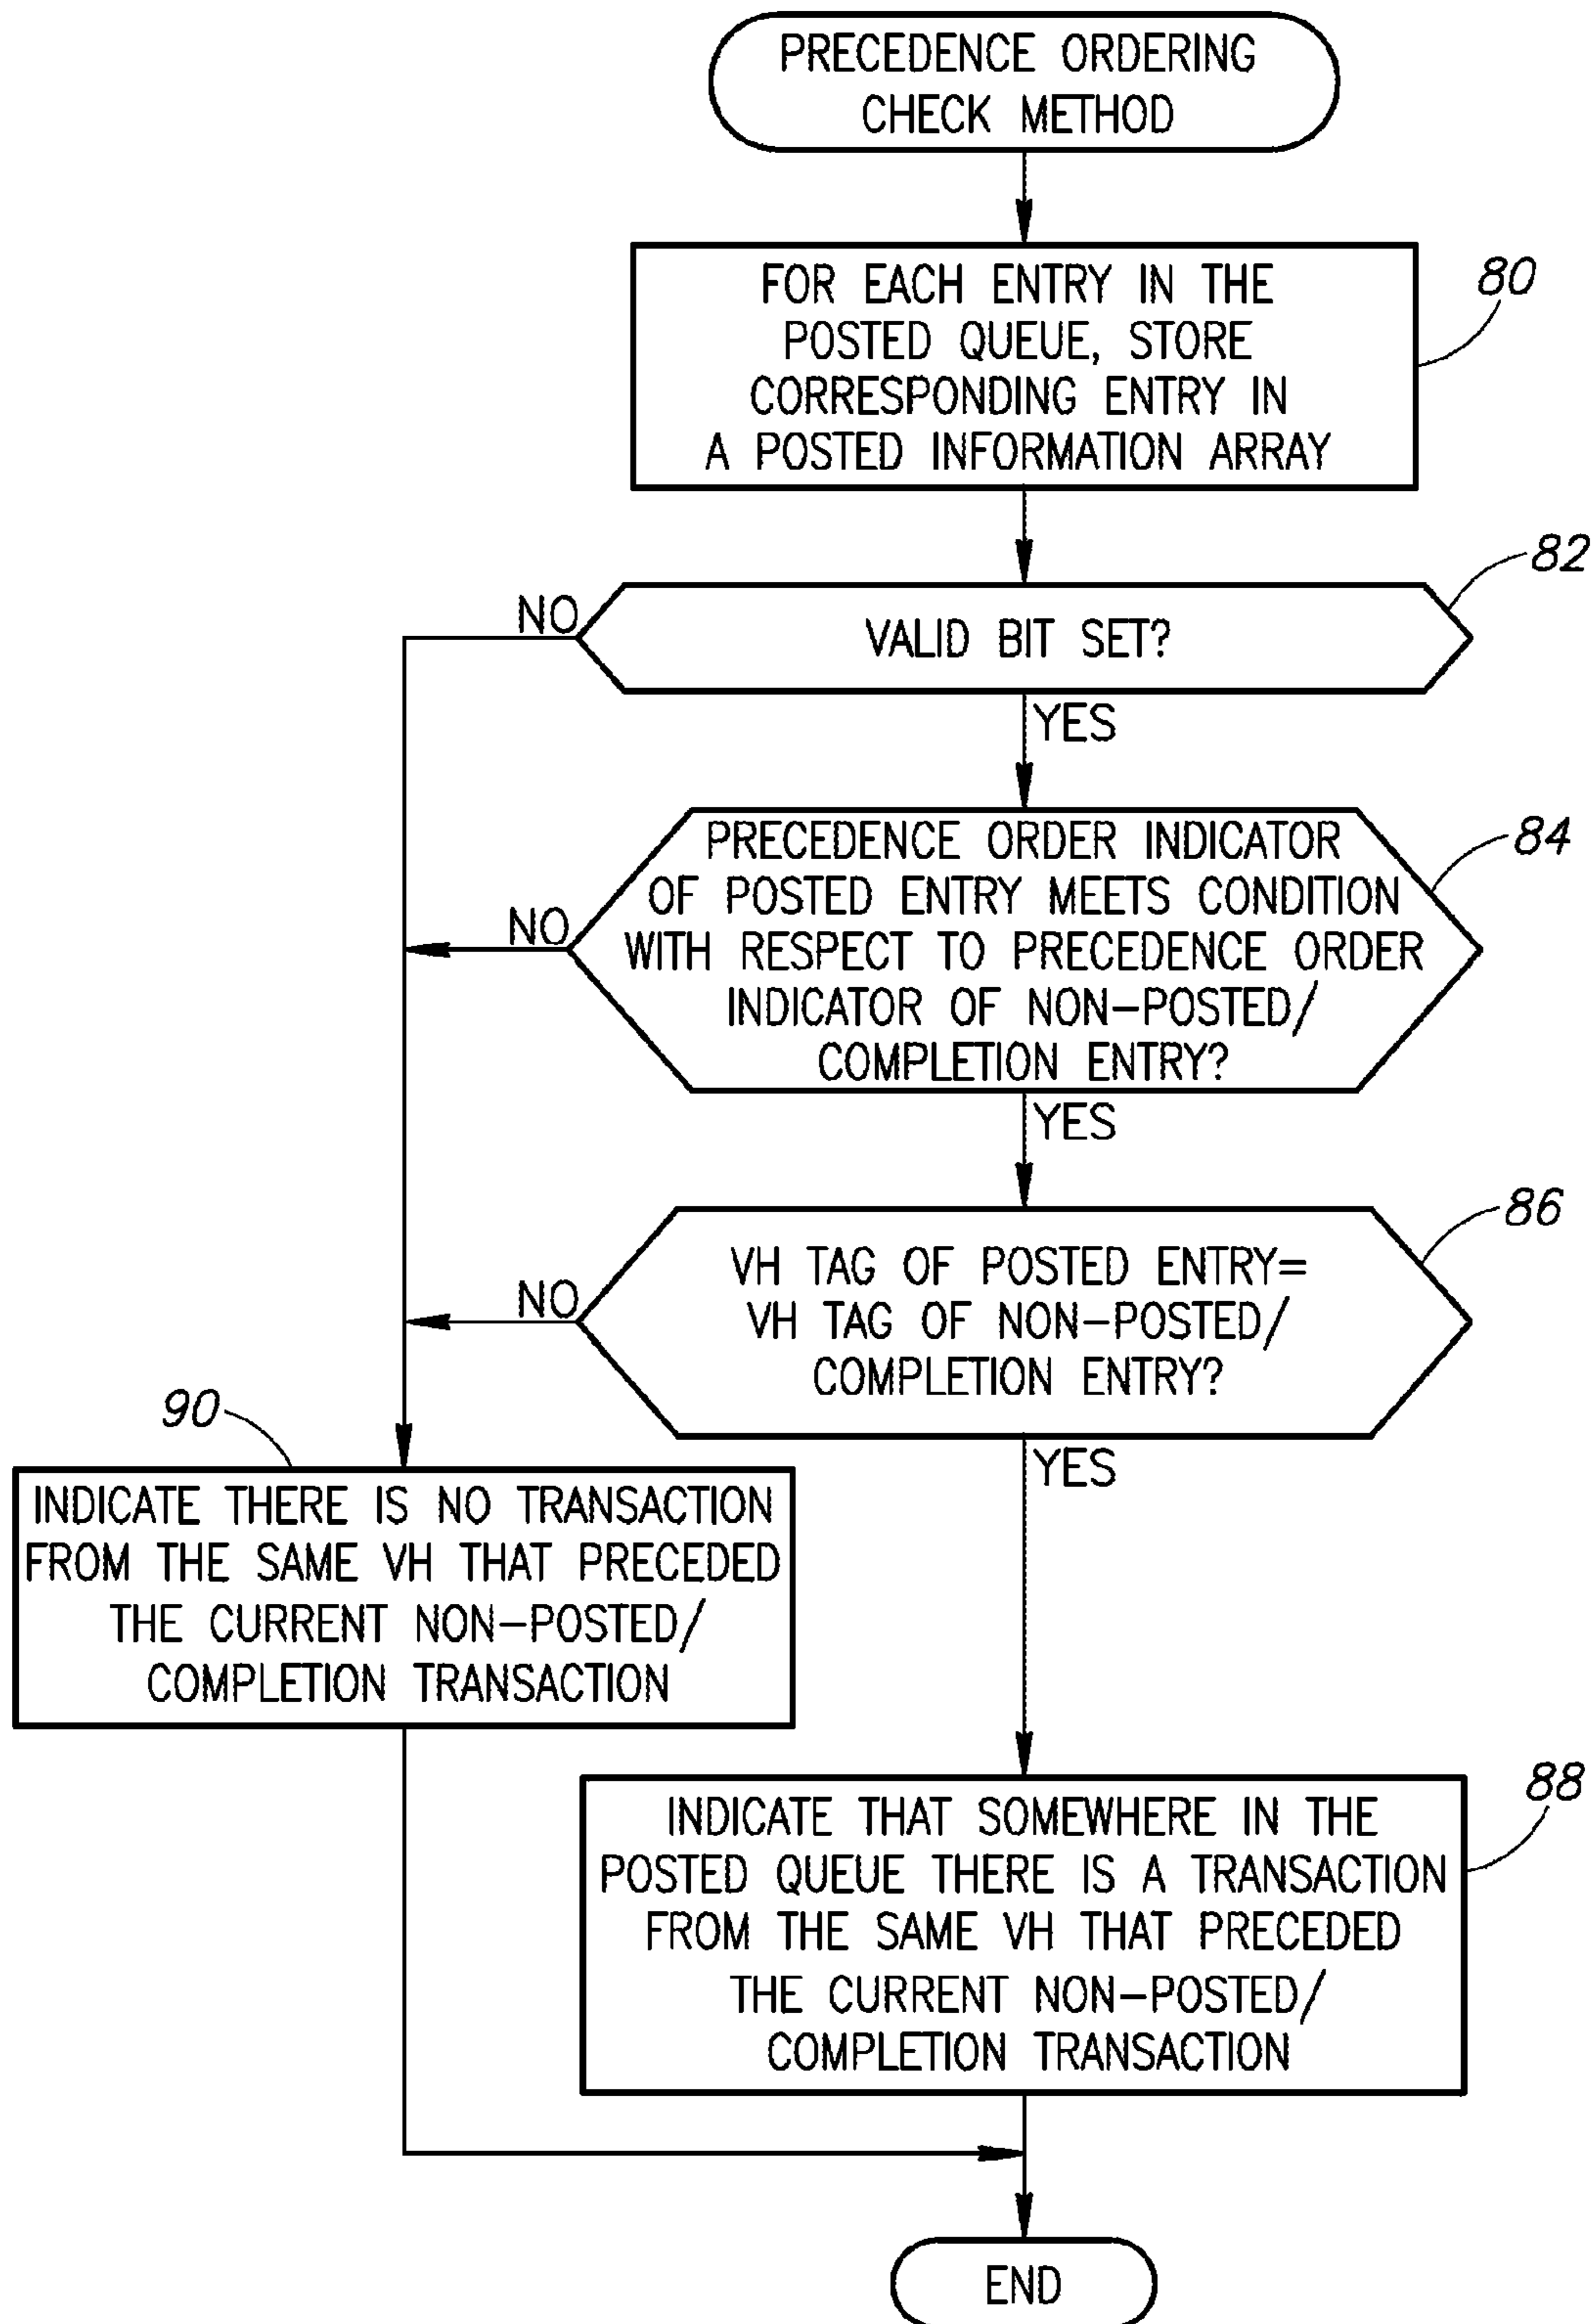 PRECEDENCE ORDERING
CHECK METHOD
FOR EACH ENTRY IN THE
POSTED QUEUE, STORE
CORRESPONDING ENTRY IN
A POSTED INFORMATION ARRAY
80
VALID BIT SET?
82
NO
YES
PRECEDENCE ORDER INDICATOR
OF POSTED ENTRY MEETS CONDITION
WITH RESPECT TO PRECEDENCE ORDER
INDICATOR OF NON-POSTED/
COMPLETION ENTRY?
84
NO
YES
VH TAG OF POSTED ENTRY=
VH TAG OF NON-POSTED/
COMPLETION ENTRY?
86
NO
YES
90
INDICATE THERE IS NO TRANSACTION
FROM THE SAME VH THAT PRECEDED
THE CURRENT NON-POSTED/
COMPLETION TRANSACTION
88
INDICATE THAT SOMEWHERE IN THE
POSTED QUEUE THERE IS A TRANSACTION
FROM THE SAME VH THAT PRECEDED
THE CURRENT NON-POSTED/
COMPLETION TRANSACTION
END